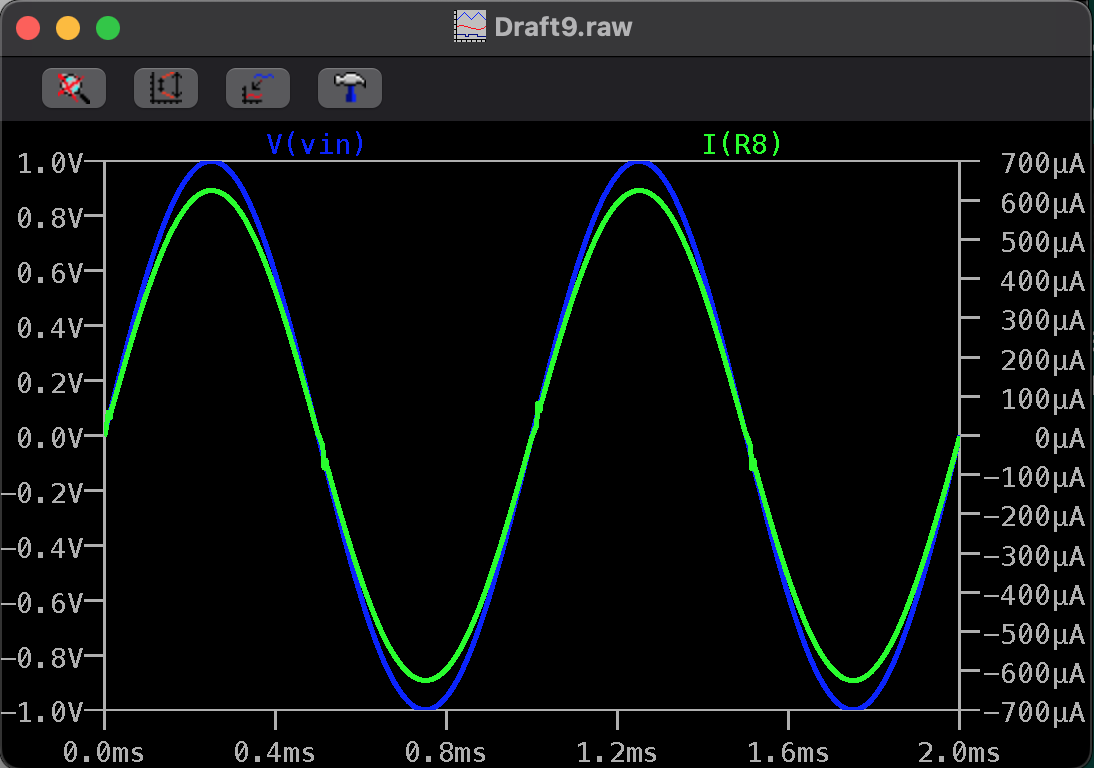 Draft9.raw
V(vin) I(R8)
1.0V 700µA
0.8V 600µA
0.6V 500µA
0.4V 400µA
0.2V 300µA
0.0V 200µA
-0.2V 100µA
-0.4V 0µA
-0.6V -100µA
-0.8V -200µA
-1.0V -300µA
-400µA
-500µA
-600µA
-700µA
0.0ms 0.4ms 0.8ms 1.2ms 1.6ms 2.0ms